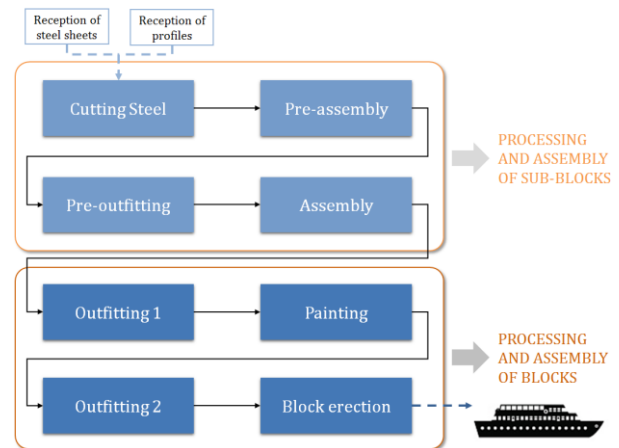 Reception of
steel sheets
Reception of
profiles
Cutting Steel
Pre-assembly
PROCESSING
AND ASSEMBLY
OF SUB-BLOCKS
Pre-outfitting
Assembly
Outfitting 1
Painting
PROCESSING
AND ASSEMBLY
OF BLOCKS
Outfitting 2
Block erection